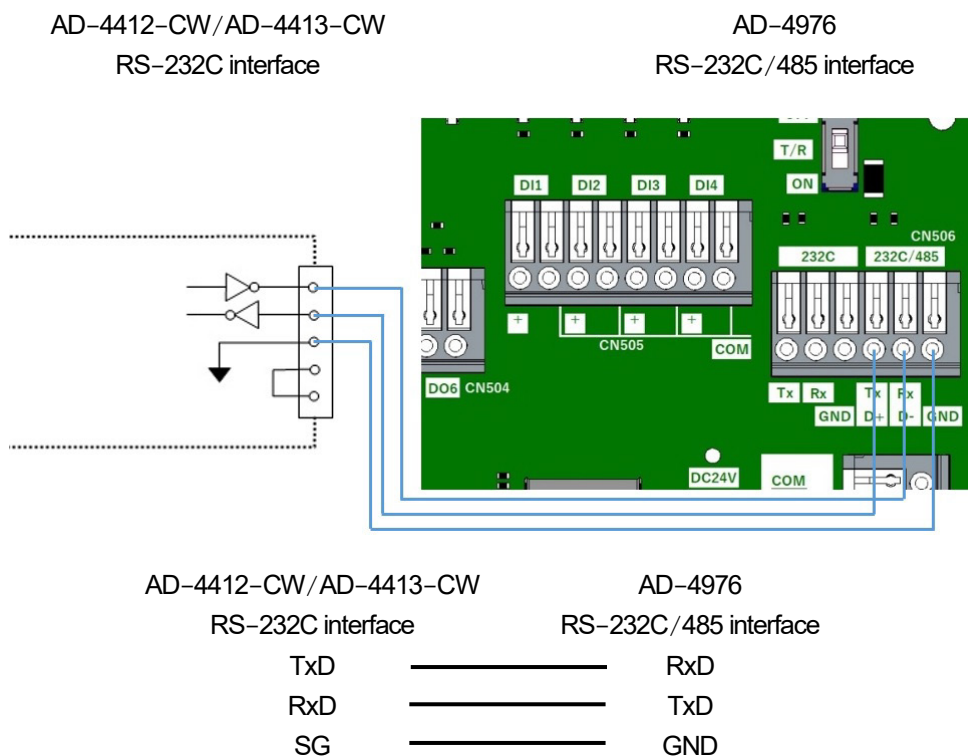 AD-4412-CW/AD-4413-CW
RS-232C interface
AD-4976
RS-232C/485 interface
T/R
ON
DI1 DI2 DI3 DI4
CN506
232C 232C/485
+ + + +
CN505
COM
DO6 CN504
Tx Rx Tx Rx
GND D+ D- GND
DC24V
COM
AD-4412-CW/AD-4413-CW AD-4976
RS-232C interface RS-232C/485 interface
TxD RxD
RxD TxD
SG GND